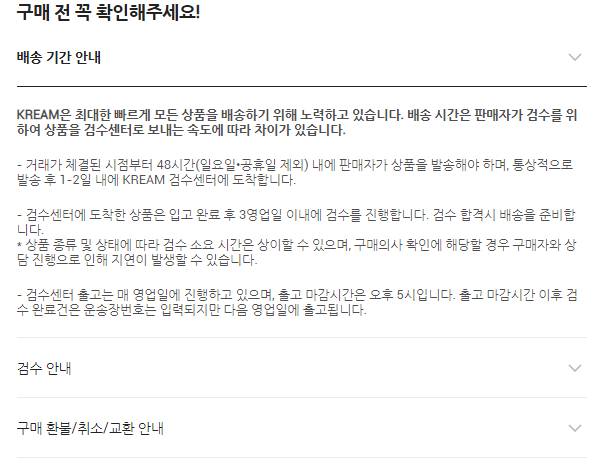 구매 전 꼭 확인해주세요!
배송 기간 안내
KREAM은 최대한 빠르게 모든 상품을 배송하기 위해 노력하고 있습니다. 배송 시간은 판매자가 검수를 위
하여 상품을 검수센터로 보내는 속도에 따라 차이가 있습니다.
- 거래가 체결된 시점부터 48시간(일요일•공휴일 제외) 내에 판매자가 상품을 발송해야 하며, 통상적으로
발송 후 1-2일 내에 KREAM 검수센터에 도착합니다.
- 검수센터에 도착한 상품은 입고 완료 후 3영업일 이내에 검수를 진행합니다. 검수 합격시 배송을 준비합
니다.
* 상품 종류 및 상태에 따라 검수 소요 시간은 상이할 수 있으며, 구매의사 확인에 해당할 경우 구매자와 상
담 진행으로 인해 지연이 발생할 수 있습니다.
- 검수센터 출고는 매 영업일에 진행하고 있으며, 출고 마감시간은 오후 5시입니다. 출고 마감시간 이후 검
수 완료건은 운송장번호는 입력되지만 다음 영업일에 출고됩니다.
검수 안내
구매 환불/취소/교환 안내